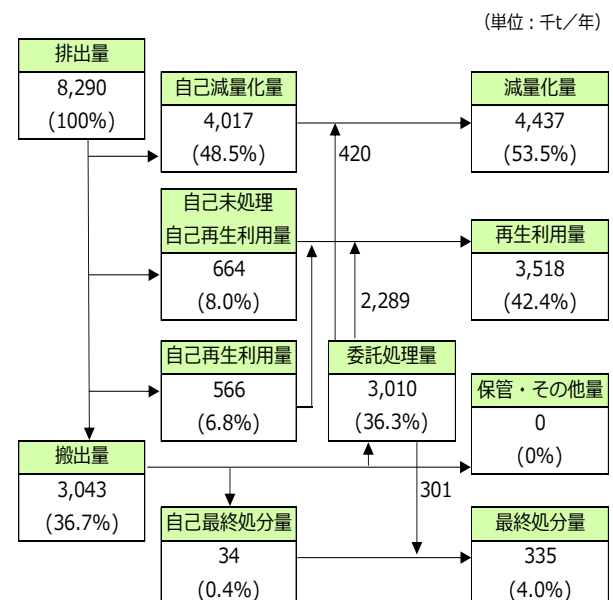 （単位：千t／年）
排出量
8,290
(100%)
自己減量化量
4,017
(48.5%)
減量化量
4,437
(53.5%)
420
自己未処理
自己再生利用量
664
(8.0%)
再生利用量
3,518
(42.4%)
2,289
自己再生利用量
566
(6.8%)
委託処理量
3,010
(36.3%)
保管・その他量
0
(0%)
搬出量
3,043
(36.7%)
301
自己最終処分量
34
(0.4%)
最終処分量
335
(4.0%)